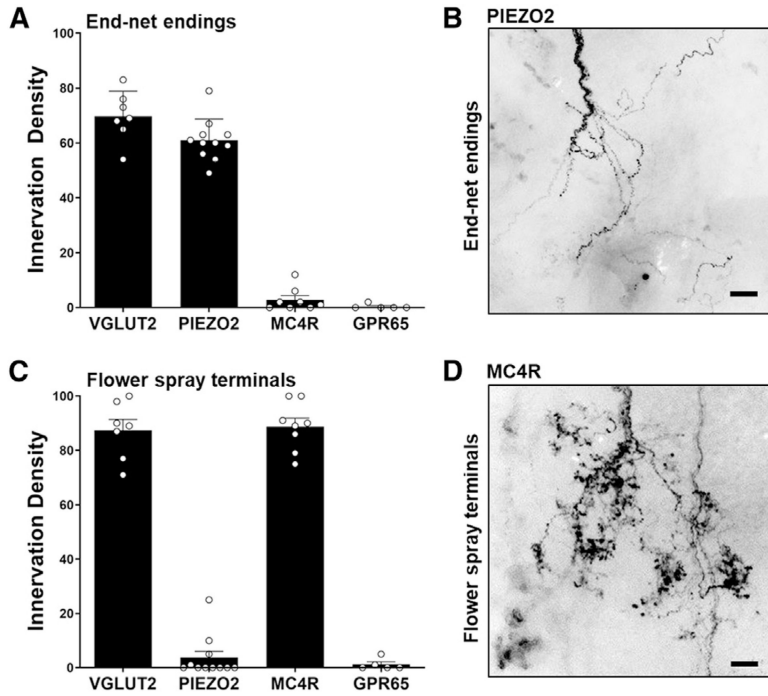 A
End-net endings
Innervation Density
100
80
60
40
20
0
VGLUT2 PIEZO2 MC4R GPR65
B
PIEZO2
End-net endings
C
Flower spray terminals
Innervation Density
100
80
60
40
20
0
VGLUT2 PIEZO2 MC4R GPR65
D
MC4R
Flower spray terminals